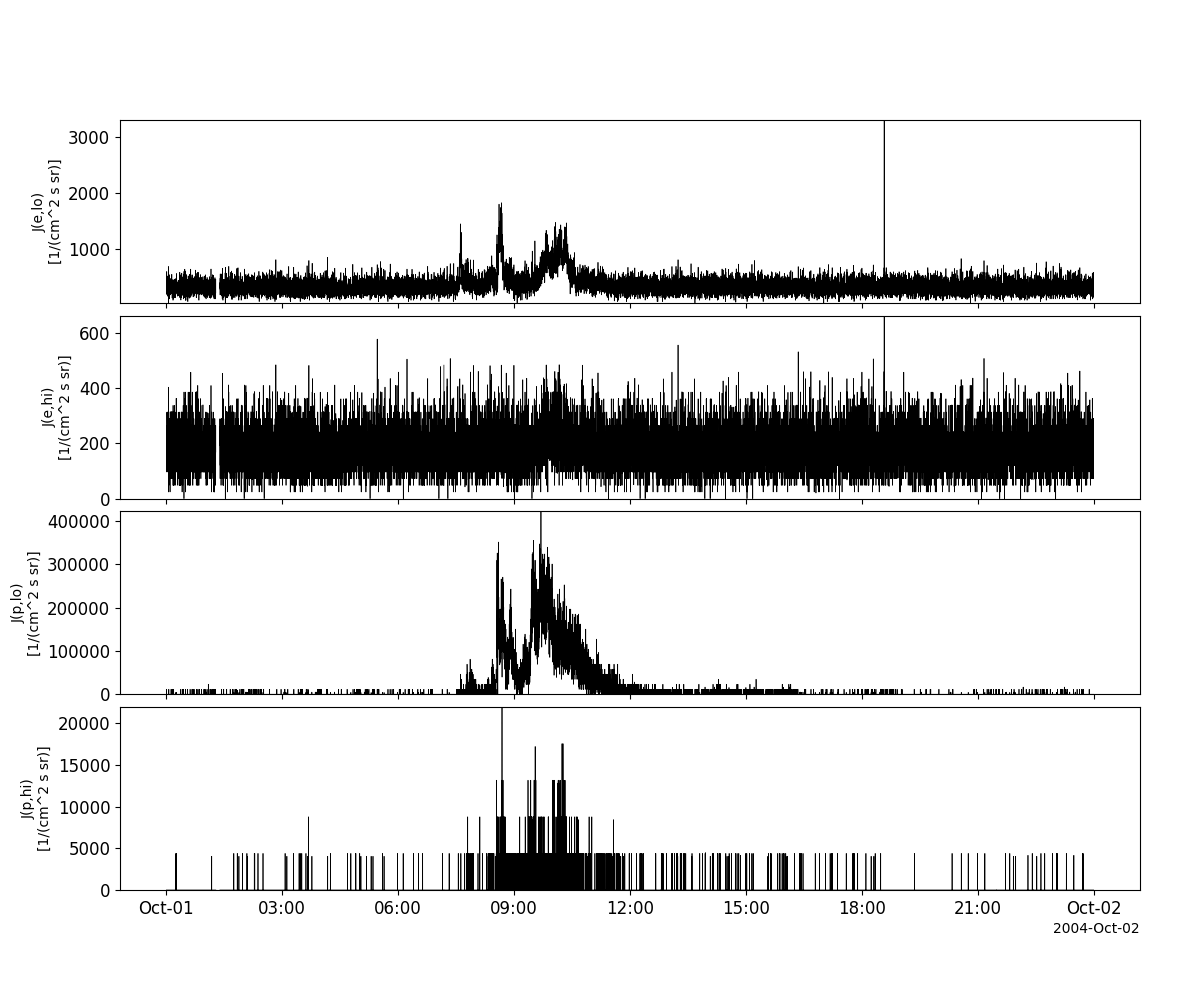 3000
2000
1000
J(e,lo)
[1/(cm^2 s sr)]
600
400
200
0
J(e,hi)
[1/(cm^2 s sr)]
400000
300000
200000
100000
0
J(p,lo)
[1/(cm^2 s sr)]
20000
15000
10000
5000
0
J(p,hi)
[1/(cm^2 s sr)]
Oct-01 03:00 06:00 09:00 12:00 15:00 18:00 21:00 Oct-02
2004-Oct-02